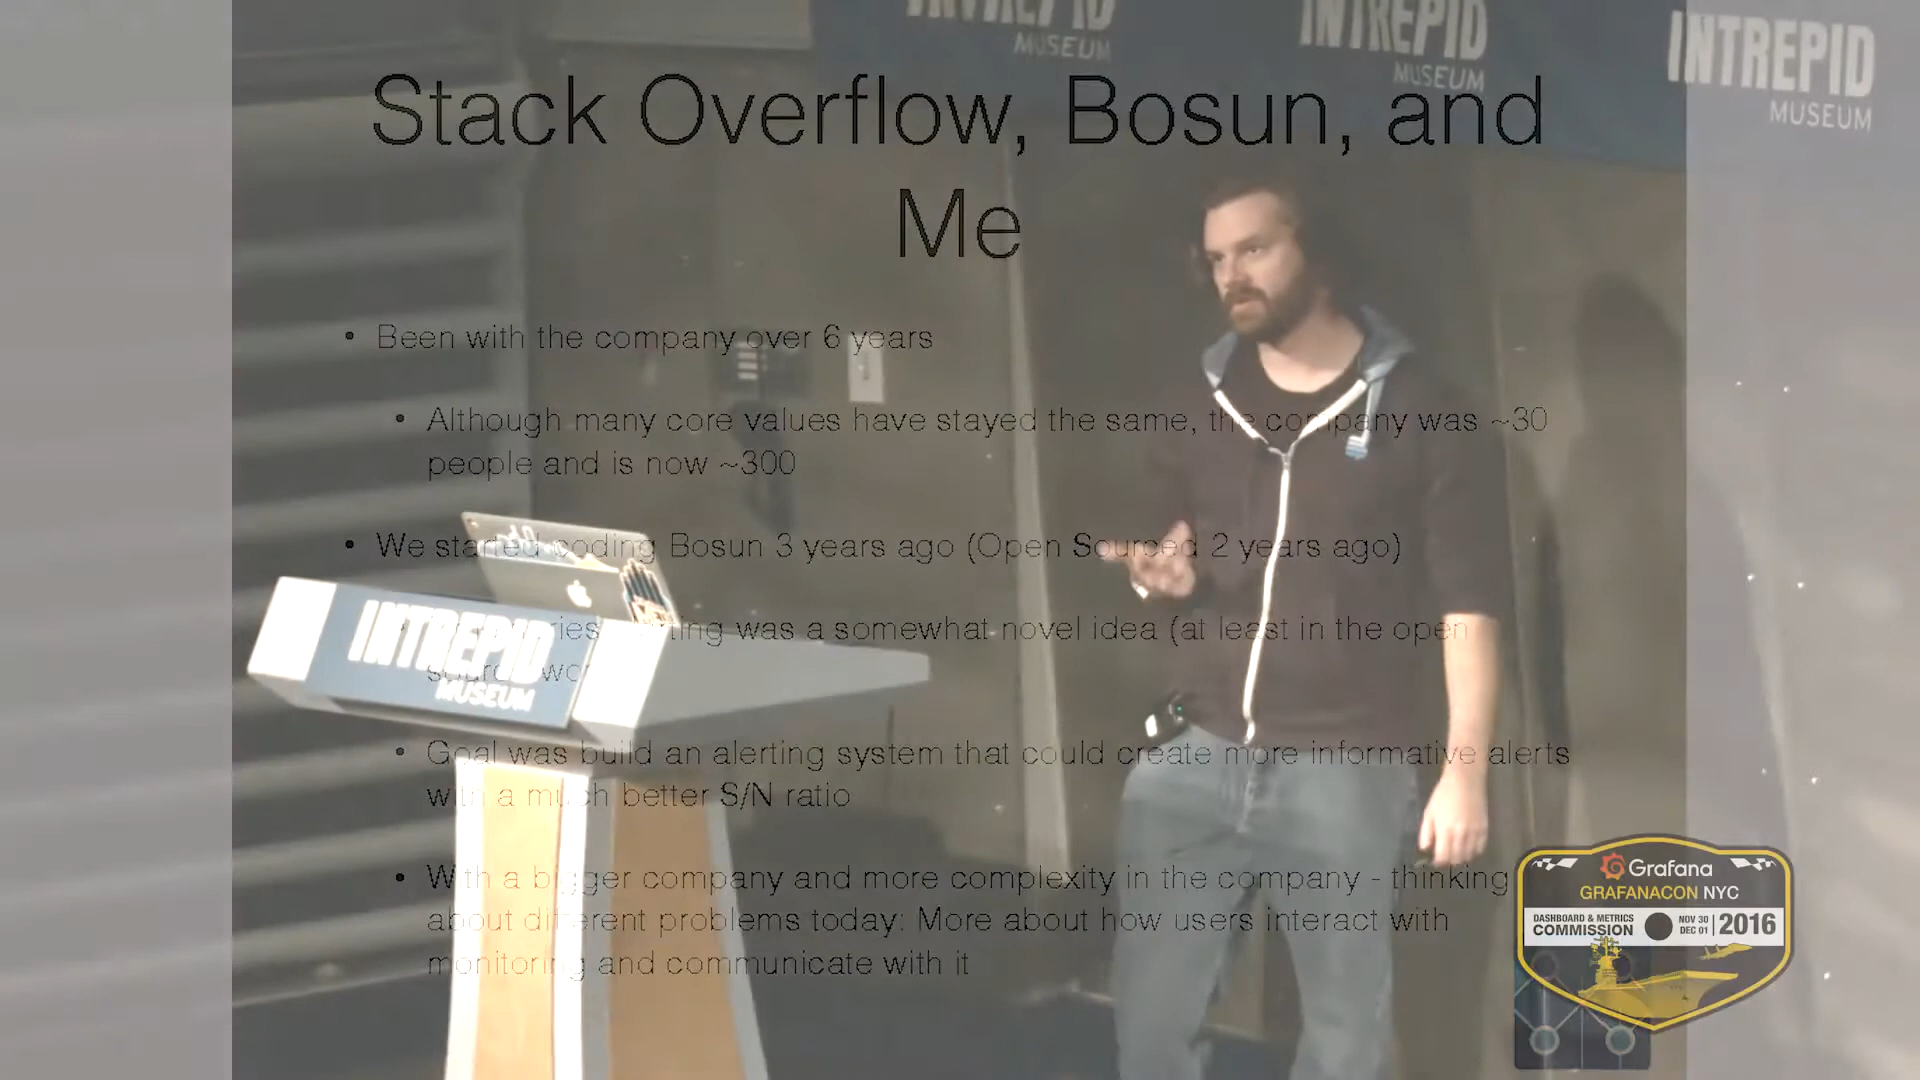 INTREPID
MUSEUM
INTREPID
MUSEUM
INTREPID
MUSEUM
Stack Overflow, Bosun, and
Me
• Been with the company over 6 years
• Although many core values have stayed the same, the company was ~30
people and is now ~300
• We started coding Bosun 3 years ago (Open Sourced 2 years ago)
was a somewhat novel idea (at least in the open
• Goal was build an alerting system that could create more informative alerts
with a much better S/N ratio
• With a bigger company and more complexity in the company - thinking
about different problems today: More about how users interact with
monitoring and communicate with it
INTREPID
MUSEUM
Grafana
GRAFANACON NYC
DASHBOARD & METRICS
COMMISSION
NOV 30
DEC 01
2016